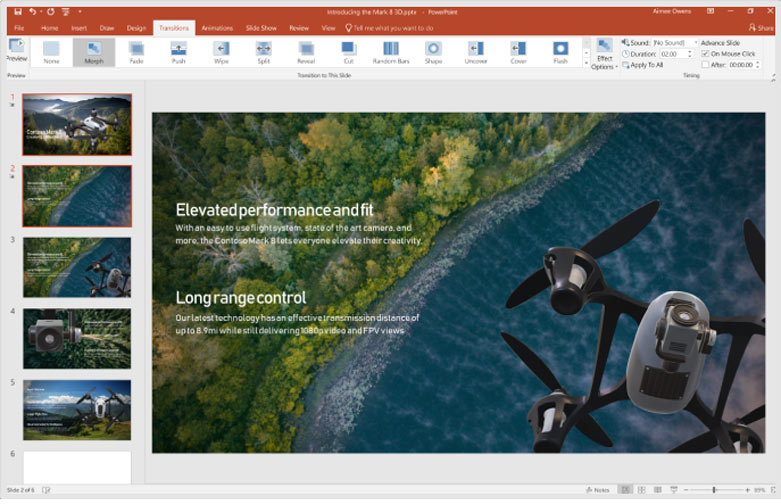 Introducing the Mark 8 3D.pptx - PowerPoint
Aimee Owens
File Home Insert Draw Design Transitions Animations Slide Show Review View Tell me what you want to do
Share
Preview
None Morph Fade Push Wipe Split Reveal Cut Random Bars Shape Uncover Cover Flash
Effect
Options
Sound: [No Sound]
Duration: 02.00
Apply To All
Advance Slide
On Mouse Click
After: 00:00.00
Preview
Transition to This Slide
Timing
1
Contoso Mark 8
2
3
4
5
6
Elevated performance and fit
With an easy to use flight system, state of the art camera, and
more, the Contoso Mark 8 lets everyone elevate their creativity.
Long range control
Our latest technology has an effective transmission distance of
up to 8.9mi while still delivering 1080p video and FPV views
Slide 2 of 6
Notes
89%